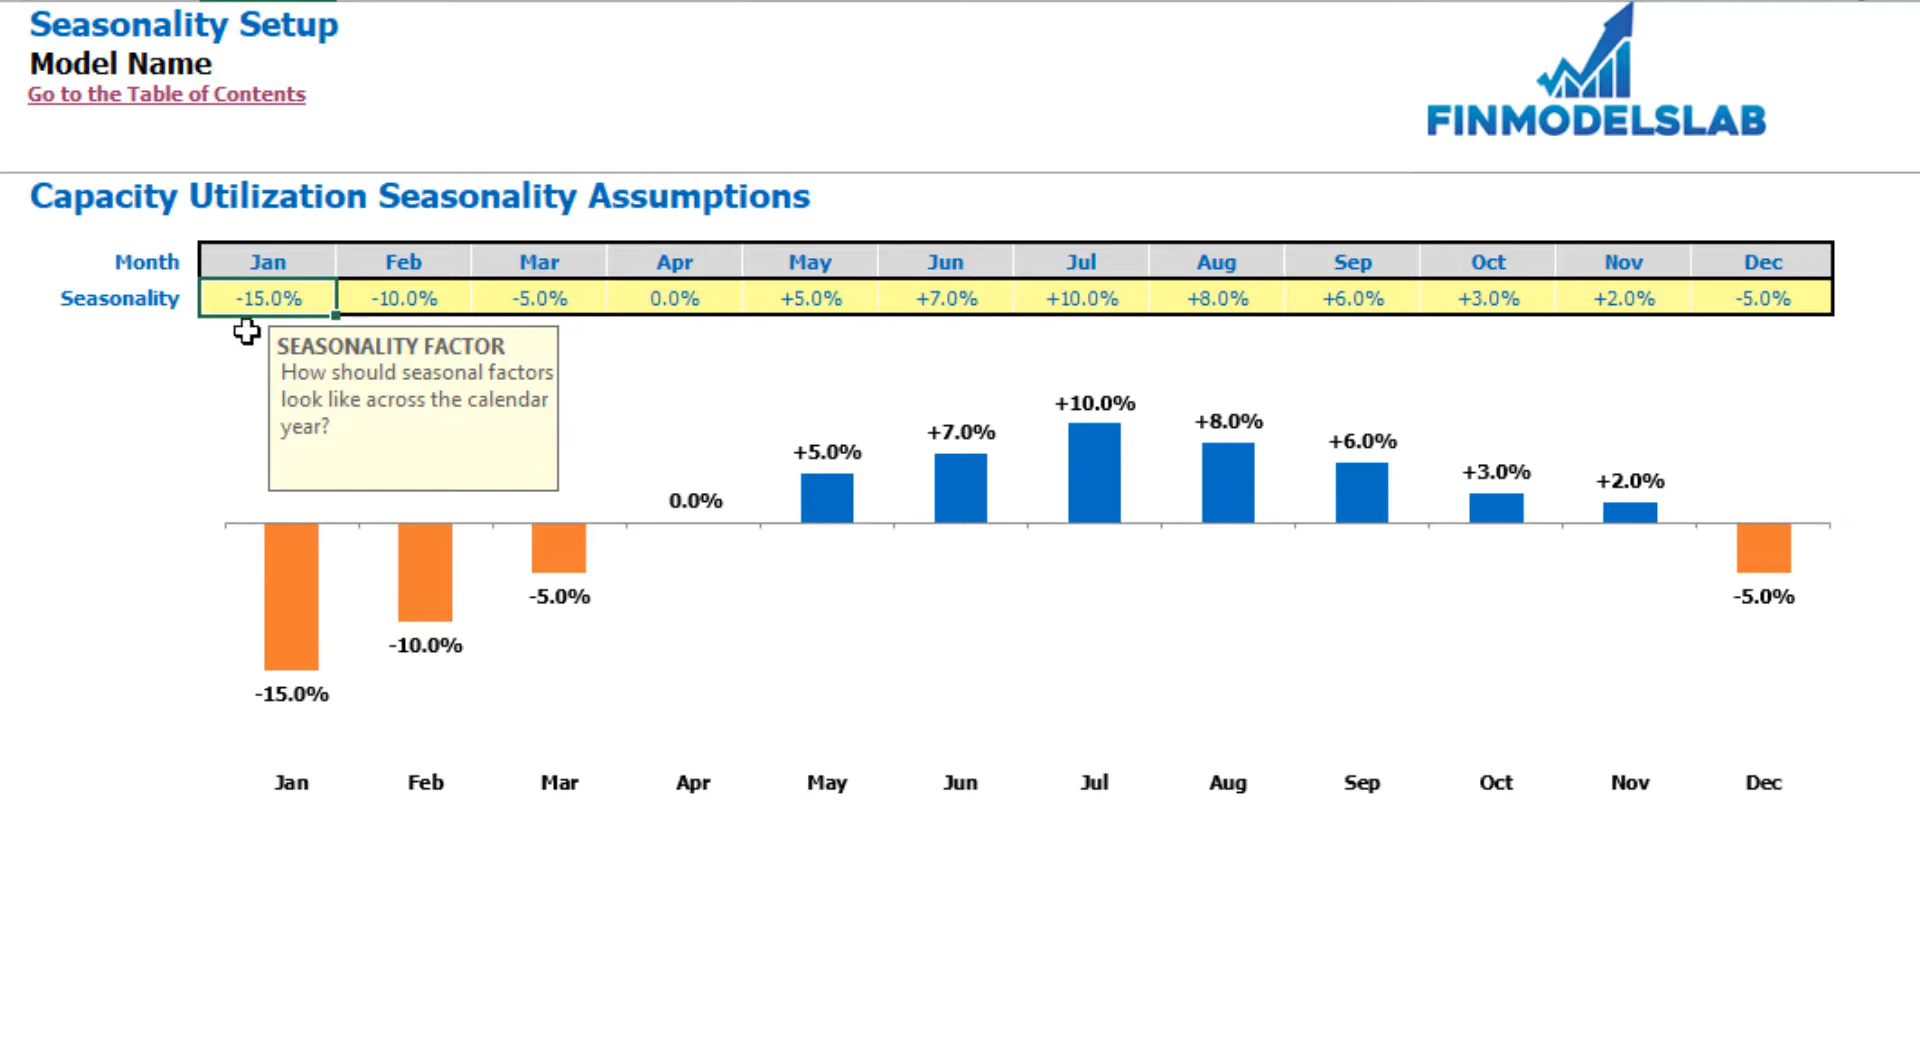 Seasonality Setup
Model Name
Go to the Table of Contents
FINMODELSLAB
Capacity Utilization Seasonality Assumptions
Month Jan Feb Mar Apr May Jun Jul Aug Sep Oct Nov Dec
Seasonality -15.0% -10.0% -5.0% 0.0% +5.0% +7.0% +10.0% +8.0% +6.0% +3.0% +2.0% -5.0%
SEASONALITY FACTOR
How should seasonal factors
look like across the calendar
year?
-15.0% -10.0% -5.0% 0.0% +5.0% +7.0% +10.0% +8.0% +6.0% +3.0% +2.0% -5.0%
Jan Feb Mar Apr May Jun Jul Aug Sep Oct Nov Dec